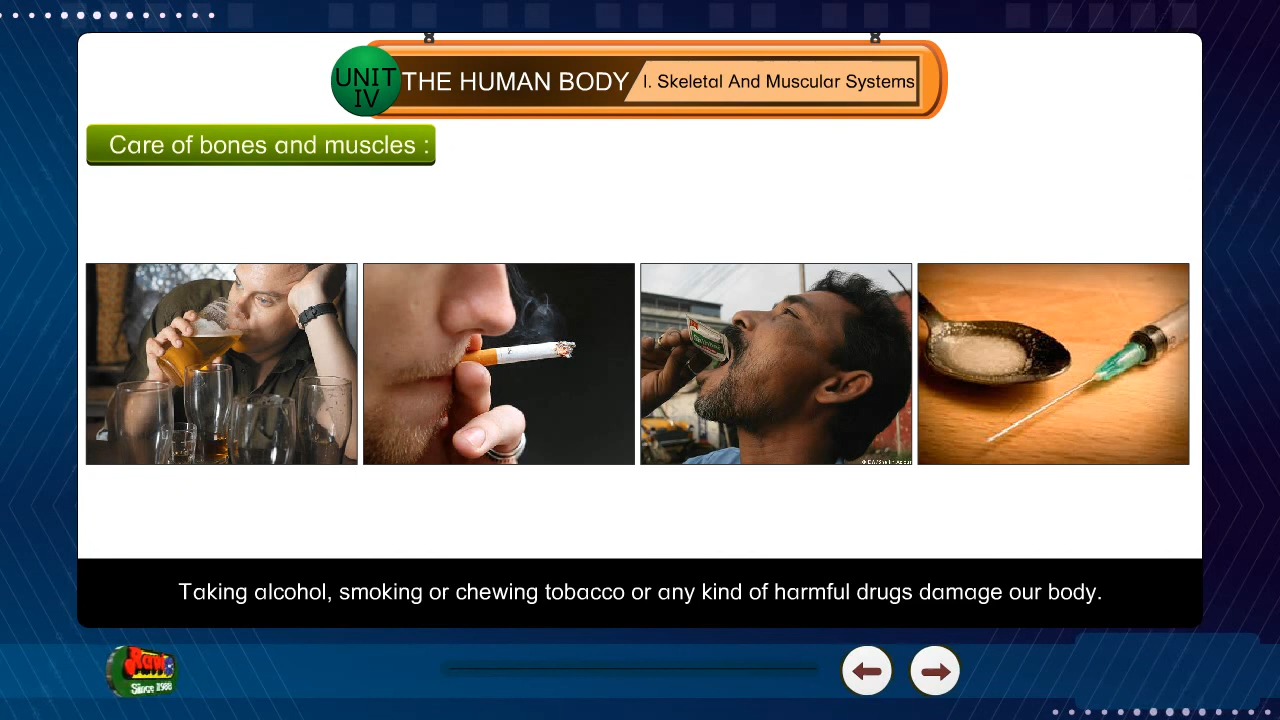 UNIT
IV
THE HUMAN BODY
I. Skeletal And Muscular Systems
Care of bones and muscles :
Taking alcohol, smoking or chewing tobacco or any kind of harmful drugs damage our body.
Since 1988